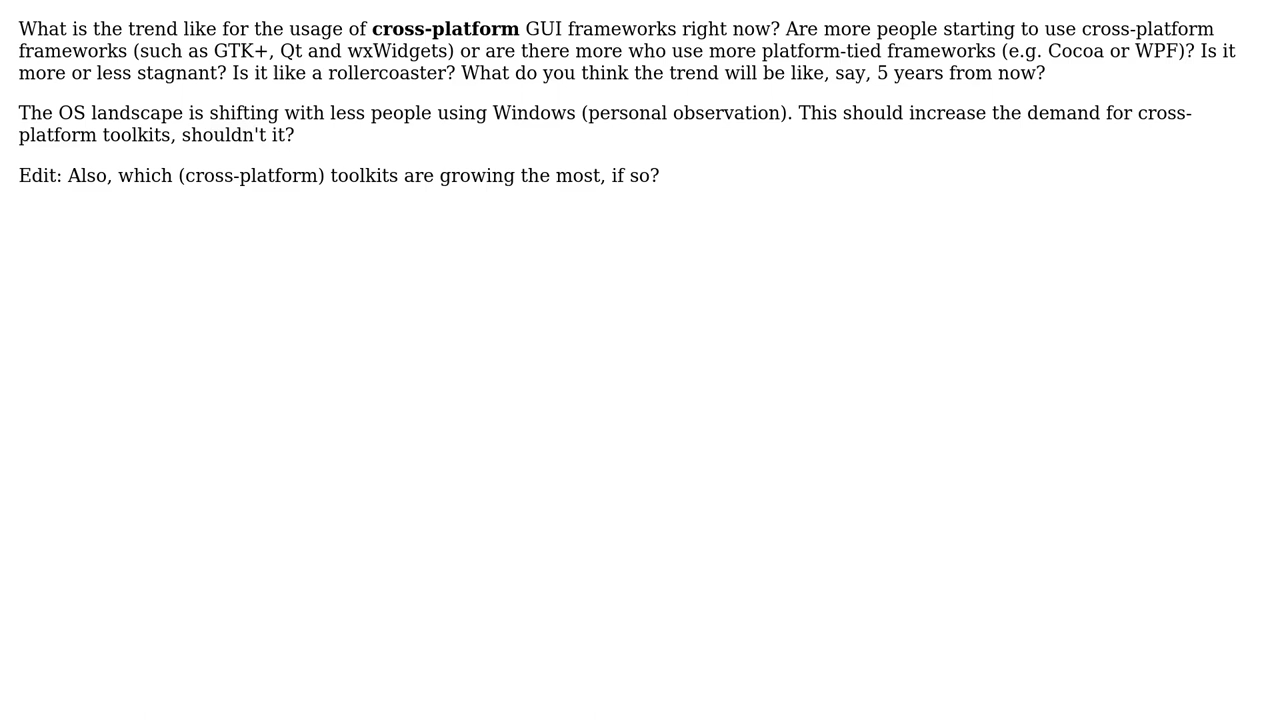 What is the trend like for the usage of cross-platform GUI frameworks right now? Are more people starting to use cross-platform
frameworks (such as GTK+, Qt and wxWidgets) or are there more who use more platform-tied frameworks (e.g. Cocoa or WPF)? Is it
more or less stagnant? Is it like a rollercoaster? What do you think the trend will be like, say, 5 years from now?
The OS landscape is shifting with less people using Windows (personal observation). This should increase the demand for cross-
platform toolkits, shouldn't it?
Edit: Also, which (cross-platform) toolkits are growing the most, if so?